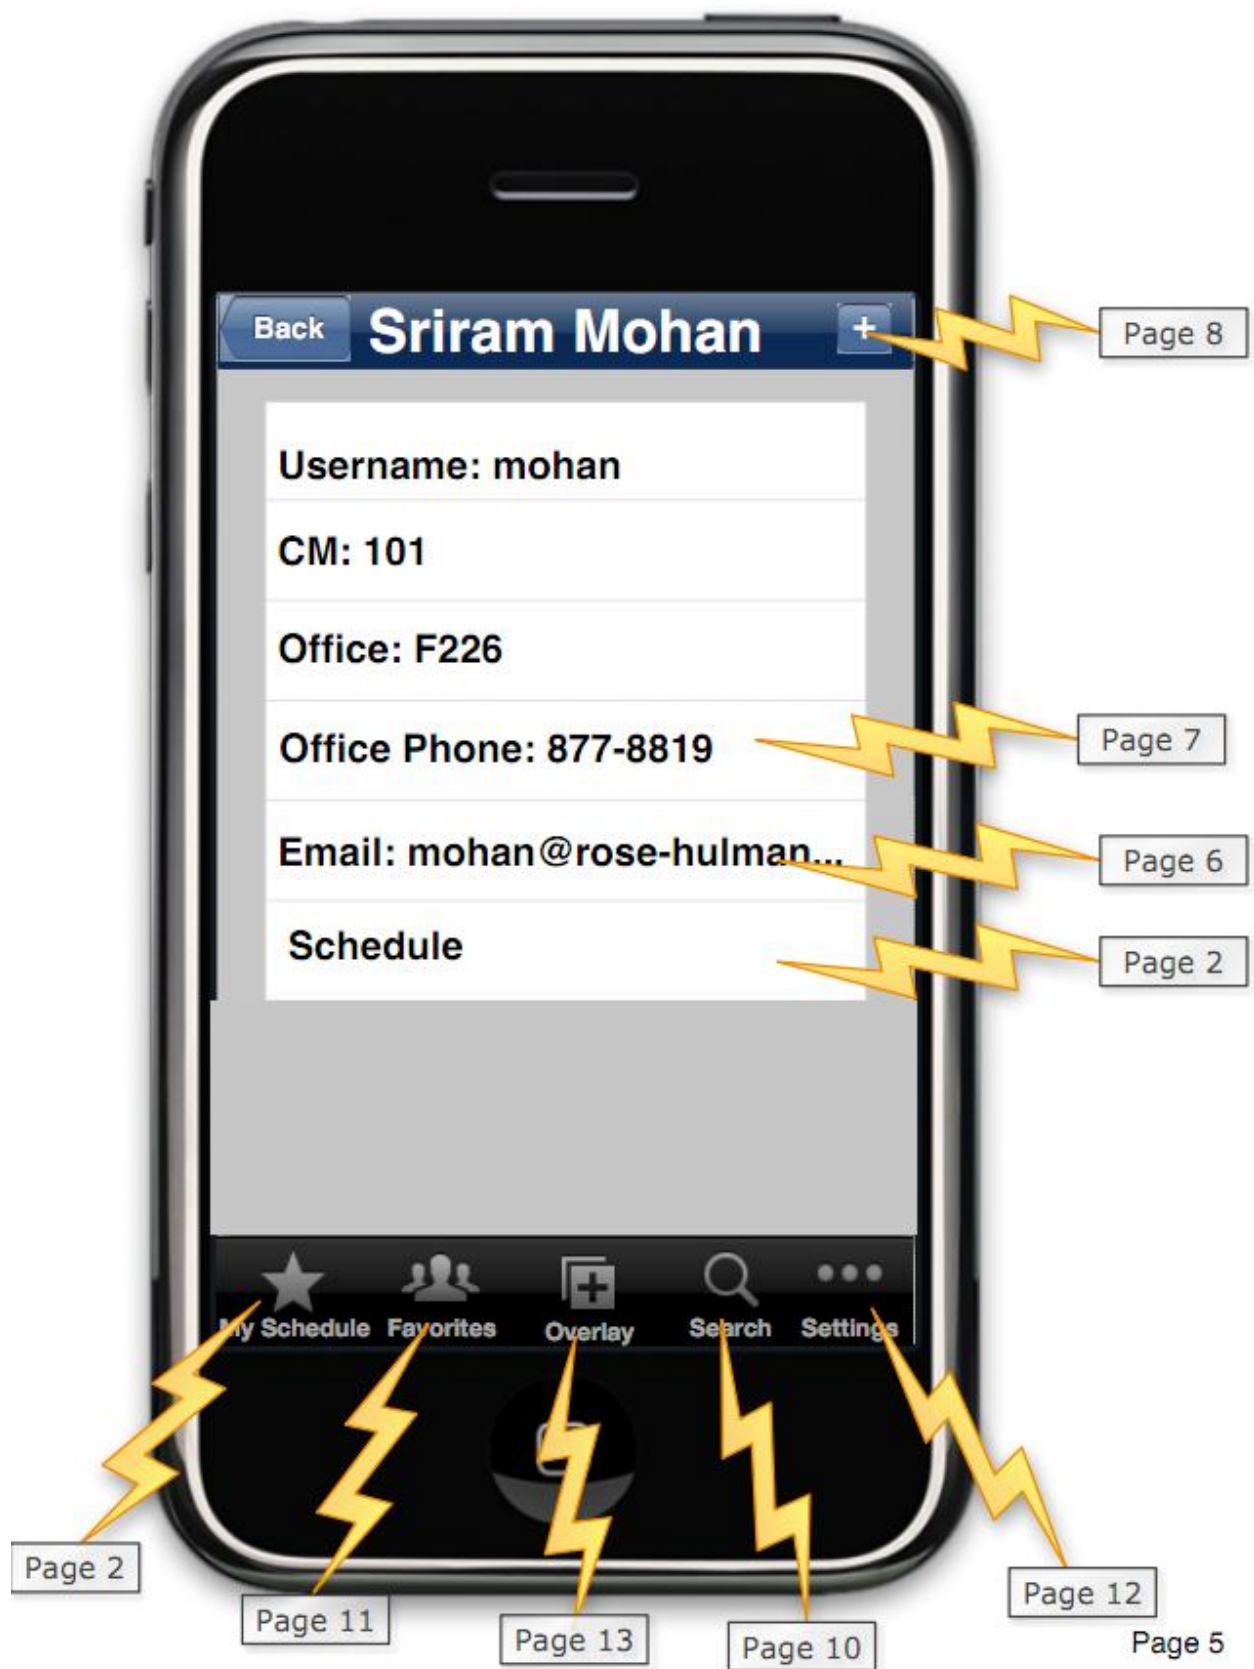 Back Sriram Mohan +
Page 8
Username: mohan
CM: 101
Office: F226
Office Phone: 877-8819
Page 7
Email: mohan@rose-hulman...
Page 6
Schedule
Page 2
My Schedule Favorites Overlay Search Settings
Page 2
Page 11
Page 13
Page 10
Page 12
Page 5